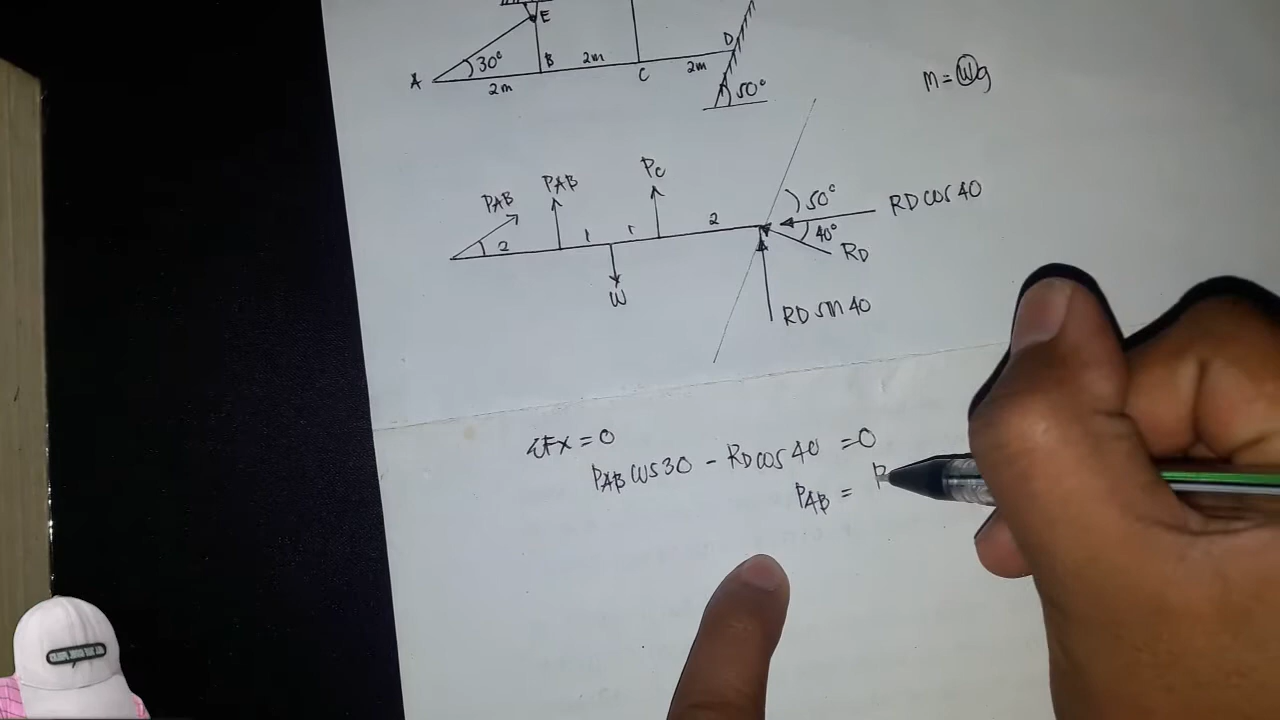 E
30°
A
B
2m
2m
C
2m
D
50°
m = Wg
PAB
PAB
Pc
2
1
1
2
W
50°
40°
RD cos 40
RD
RD sin 40
ΣFx = 0
PAB cos 30 - RD cos 40 = 0
PAB =